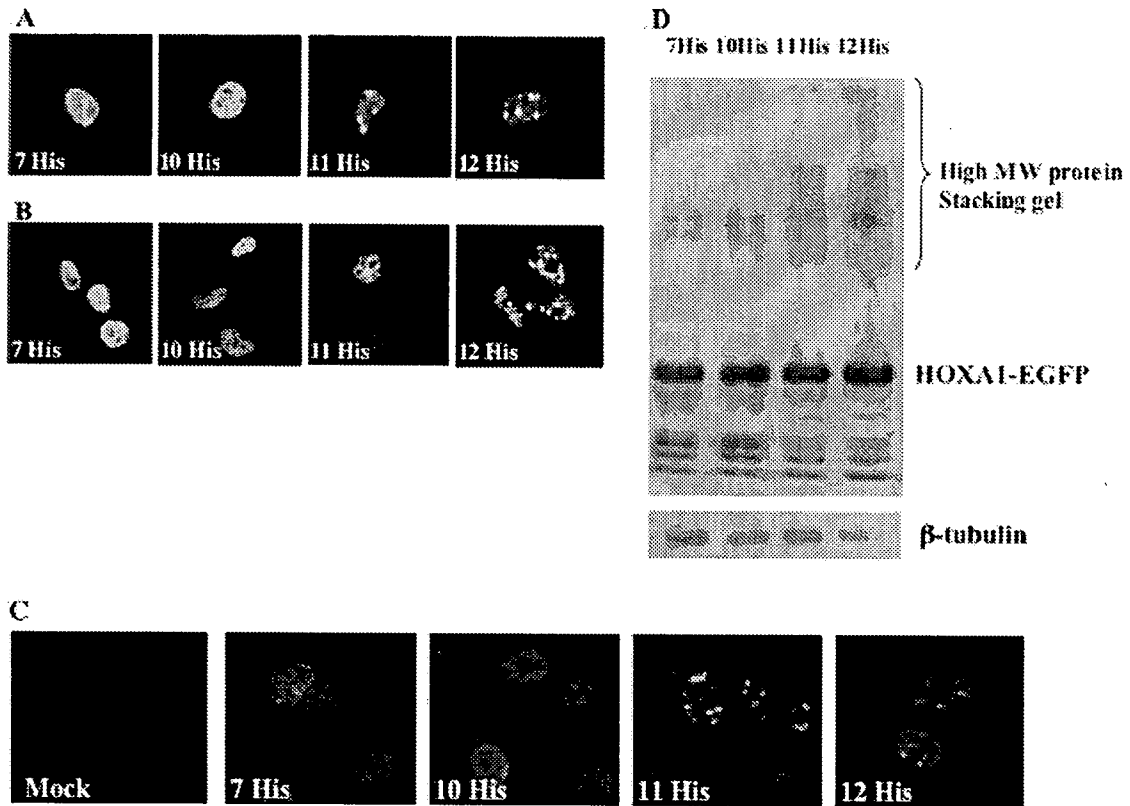 A
7 His
10 His
11 His
12 His
B
7 His
10 His
11 His
12 His
C
Mock
7 His
10 His
11 His
12 His
D
7His 10His 11His 12His
High MW protein
Stacking gel
HOXA1-EGFP
β-tubulin